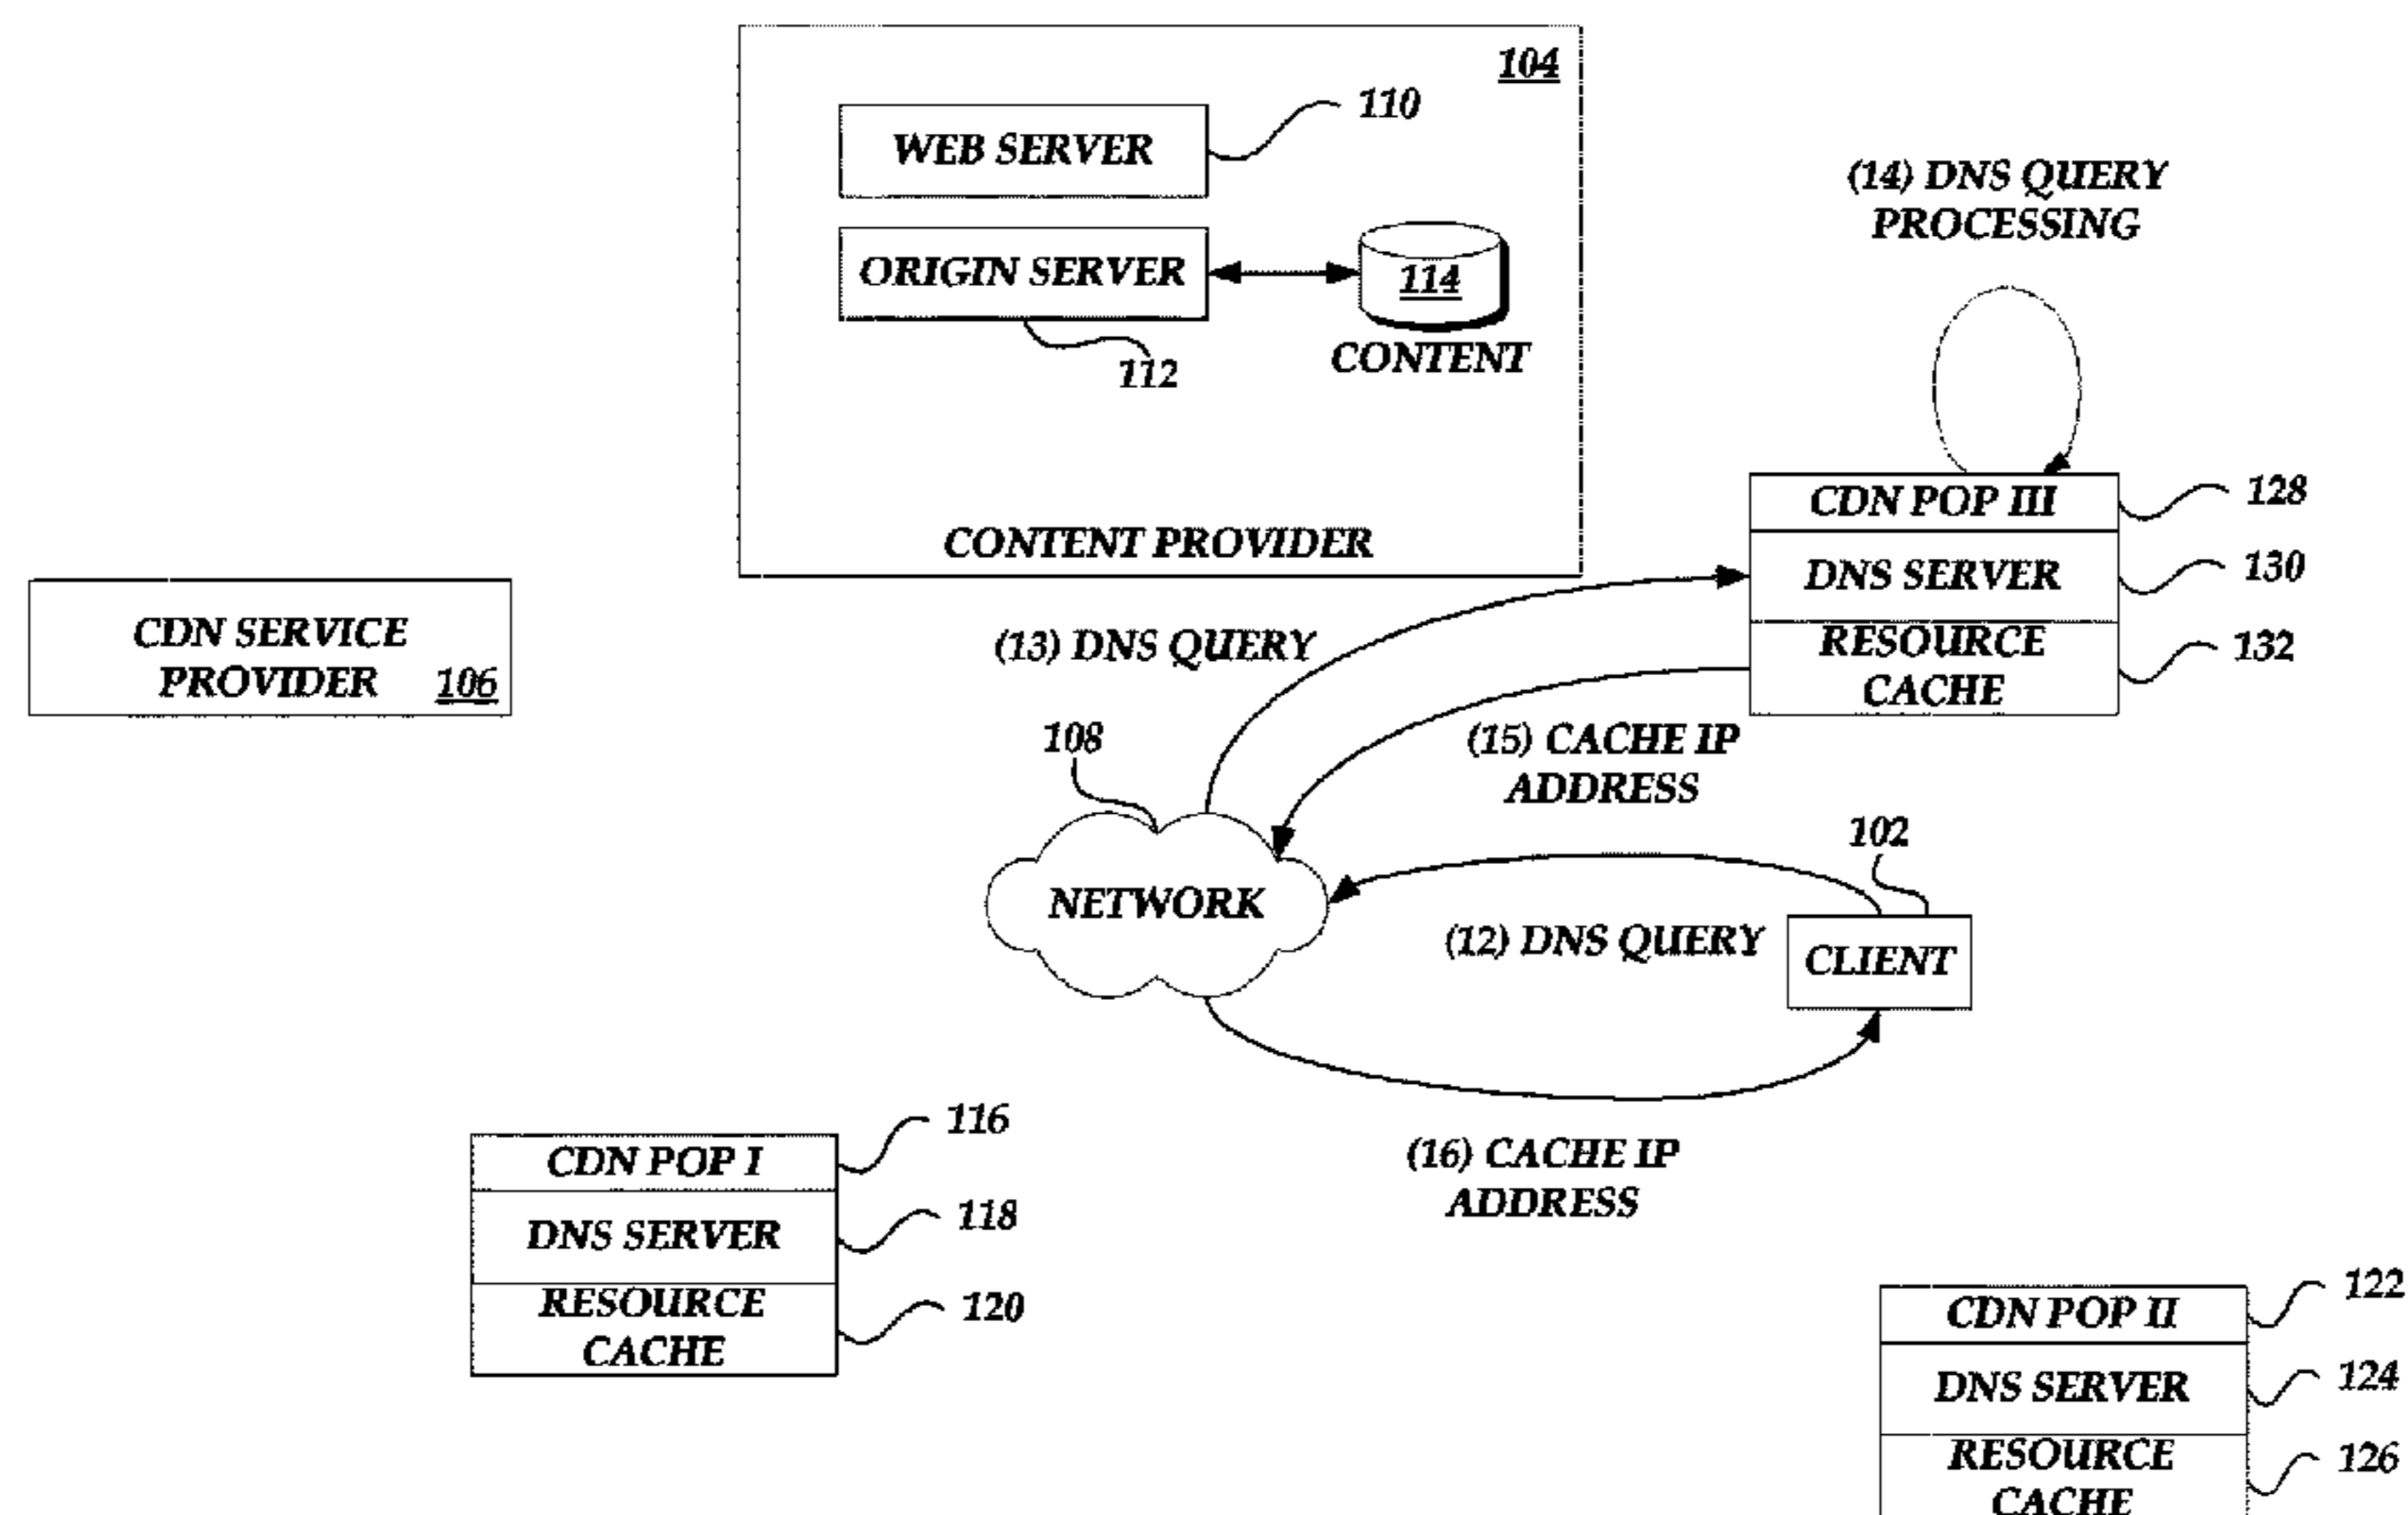 104
110
WEB SERVER
ORIGIN SERVER
114
CONTENT
112
CONTENT PROVIDER
(14) DNS QUERY
PROCESSING
CDN POP III
128
DNS SERVER
130
RESOURCE
CACHE
132
CDN SERVICE
PROVIDER
106
(13) DNS QUERY
(15) CACHE IP
ADDRESS
108
NETWORK
102
(12) DNS QUERY
CLIENT
(16) CACHE IP
ADDRESS
CDN POP I
116
DNS SERVER
118
RESOURCE
CACHE
120
CDN POP II
122
DNS SERVER
124
RESOURCE
CACHE
126